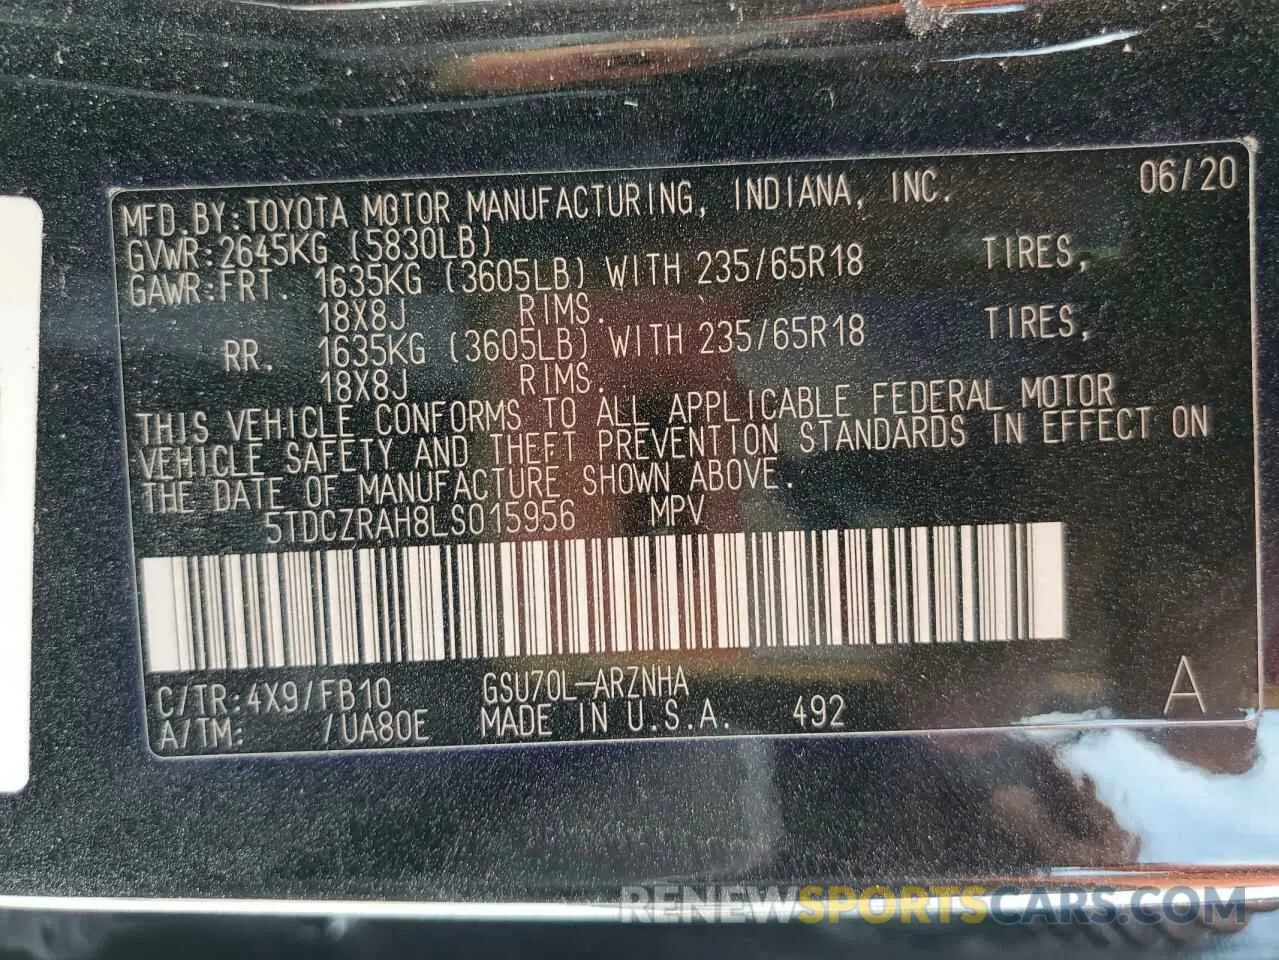 MFD.BY:TOYOTA MOTOR MANUFACTURING, INDIANA, INC. 06/20
GVWR:2645KG (5830LB)
GAWR:FRT. 1635KG (3605LB) WITH 235/65R18 TIRES,
18X8J RIMS.
RR. 1635KG (3605LB) WITH 235/65R18 TIRES,
18X8J RIMS.
THIS VEHICLE CONFORMS TO ALL APPLICABLE FEDERAL MOTOR
VEHICLE SAFETY AND THEFT PREVENTION STANDARDS IN EFFECT ON
THE DATE OF MANUFACTURE SHOWN ABOVE.
5TDCZRAH8LS015956 MPV
C/TR:4X9/FB10 GSU70L-ARZNHA A
A/TM: /UA80E MADE IN U.S.A. 492
RENEWSPORTSCARS.COM